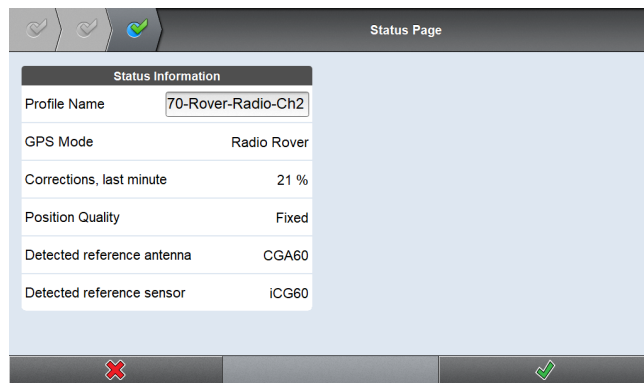 Status Page
Status Information
Profile Name 70-Rover-Radio-Ch2
GPS Mode Radio Rover
Corrections, last minute 21 %
Position Quality Fixed
Detected reference antenna CGA60
Detected reference sensor iCG60